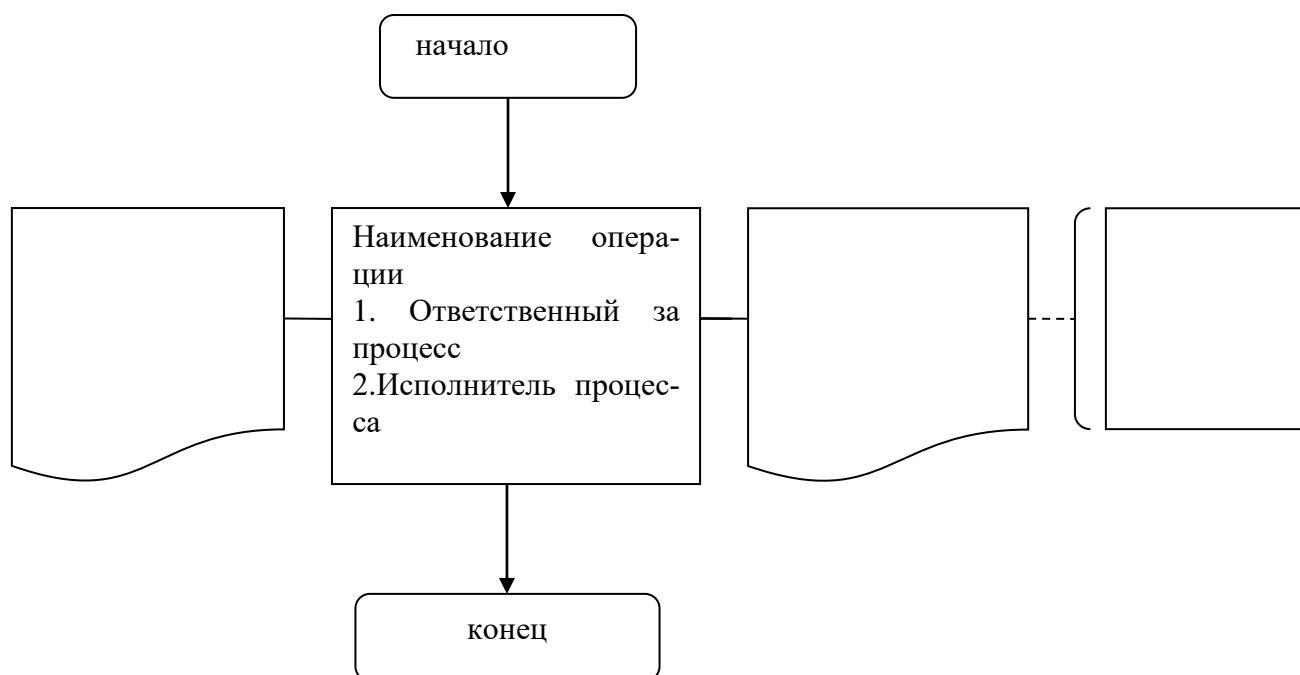 начало
Наименование опера-
ции
1. Ответственный за
процесс
2.Исполнитель процес-
са
конец